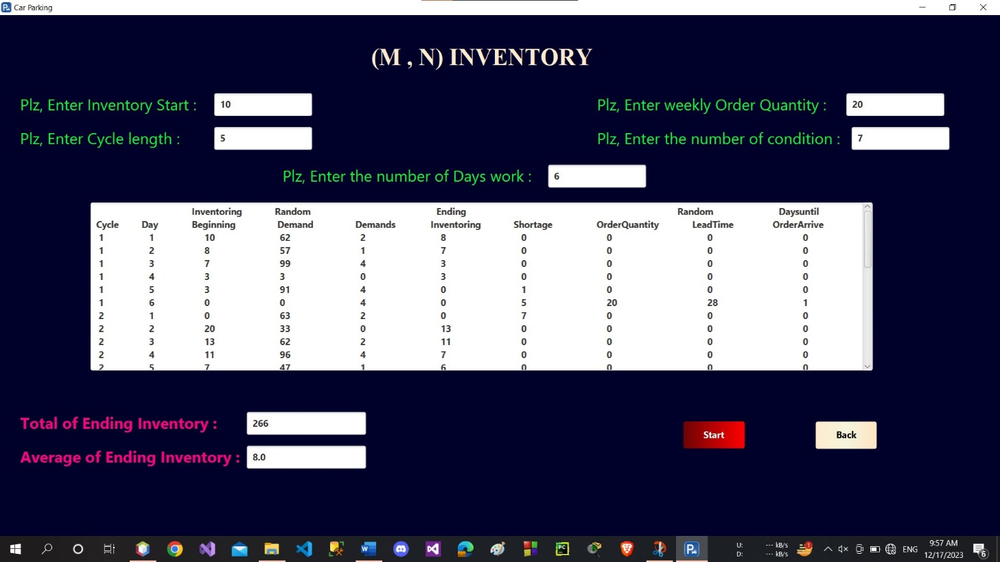 Car Parking
(M , N) INVENTORY
Plz, Enter Inventory Start : 10 Plz, Enter weekly Order Quantity : 20
Plz, Enter Cycle length : 5 Plz, Enter the number of condition : 7
Plz, Enter the number of Days work : 6
Inventoring Random Ending Random Daysuntil
Cycle Day Beginning Demand Demands Inventoring Shortage OrderQuantity LeadTime OrderArrive
1 1 10 62 2 8 0 0 0 0
1 2 8 57 1 7 0 0 0 0
1 3 7 99 4 3 0 0 0 0
1 4 3 3 0 3 0 0 0 0
1 5 3 91 4 0 1 0 0 0
1 6 0 0 4 0 5 20 28 1
2 1 0 63 2 0 7 0 0 0
2 2 20 33 0 13 0 0 0 0
2 3 13 62 2 11 0 0 0 0
2 4 11 96 4 7 0 0 0 0
2 5 7 47 1 6 0 0 0 0
Total of Ending Inventory : 266
Average of Ending Inventory : 8.0
Start Back
U: --- kB/s
D: --- kB/s
1
ENG
9:57 AM
12/17/2023
6